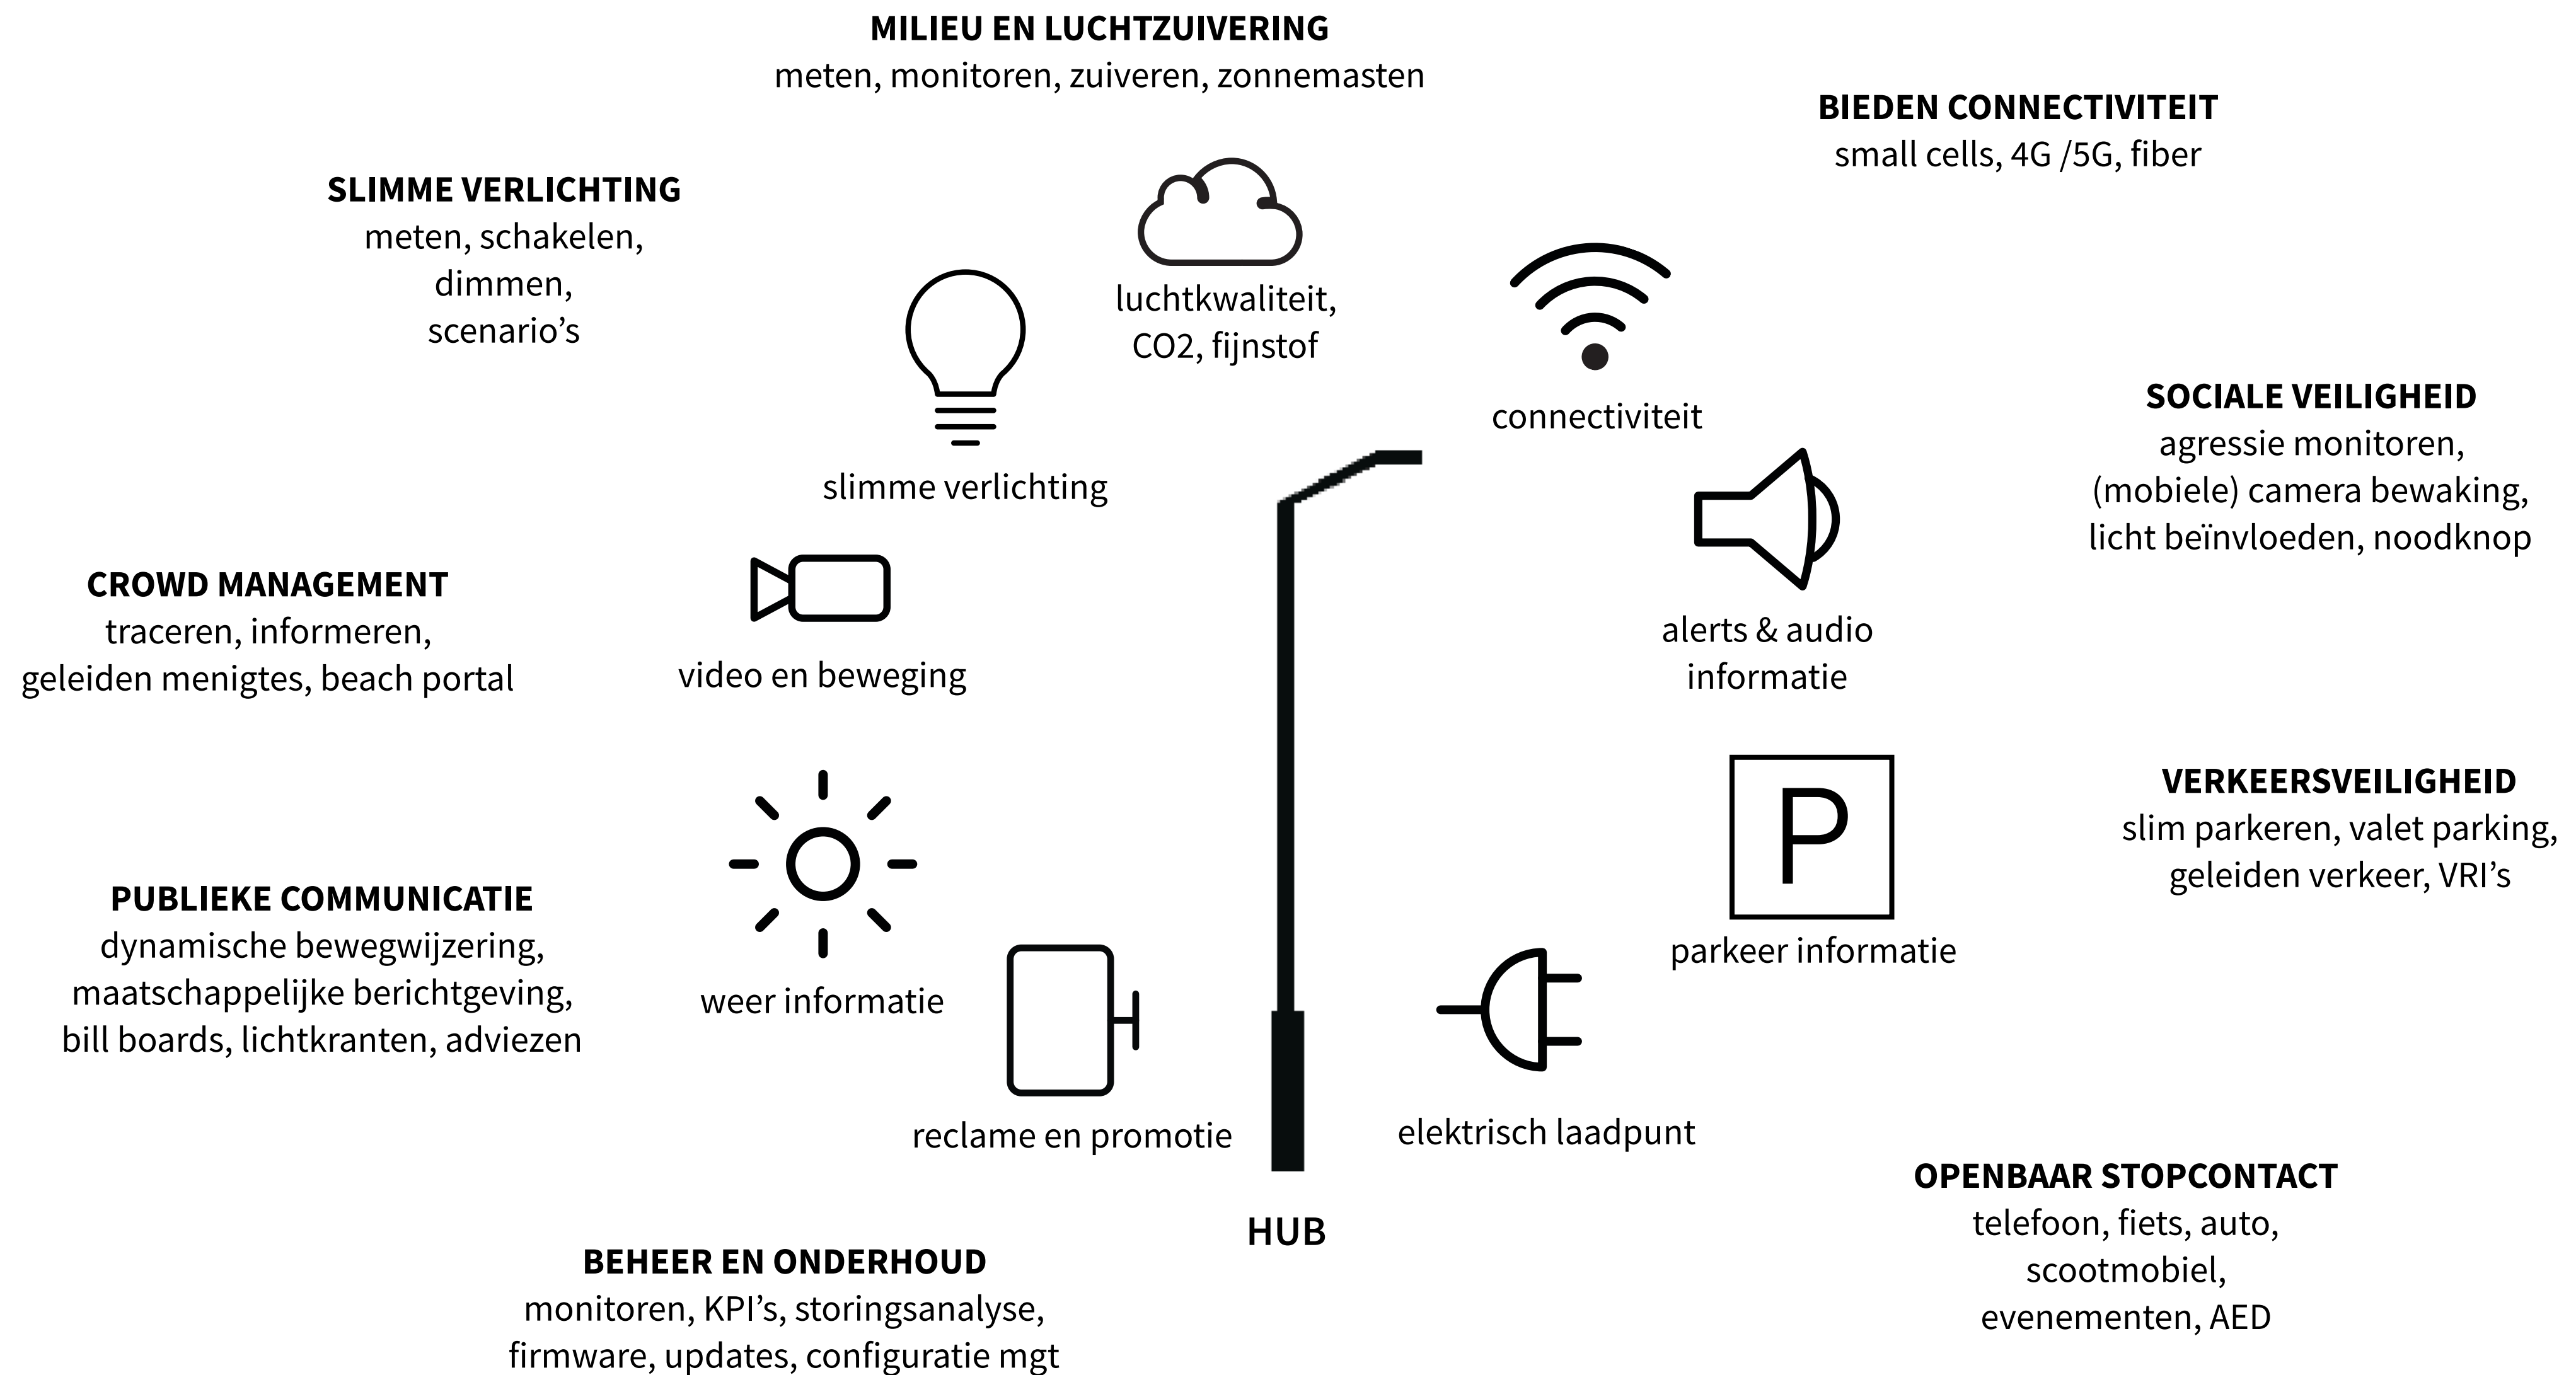 MILIEU EN LUCHTZUIVERING
meten, monitoren, zuiveren, zonnemasten
BIEDEN CONNECTIVITEIT
small cells, 4G /5G, fiber
SLIMME VERLICHTING
meten, schakelen,
dimmen,
scenario’s
luchtkwaliteit,
CO2, fijnstof
connectiviteit
slimme verlichting
SOCIALE VEILIGHEID
agressie monitoren,
(mobiele) camera bewaking,
licht beïnvloeden, noodknop
CROWD MANAGEMENT
traceren, informeren,
geleiden menigtes, beach portal
video en beweging
alerts & audio
informatie
VERKEERSVEILIGHEID
slim parkeren, valet parking,
geleiden verkeer, VRI’s
P
parkeer informatie
PUBLIEKE COMMUNICATIE
dynamische bewegwijzering,
maatschappelijke berichtgeving,
bill boards, lichtkranten, adviezen
weer informatie
reclame en promotie
elektrisch laadpunt
HUB
OPENBAAR STOPCONTACT
telefoon, fiets, auto,
scootmobiel,
evenementen, AED
BEHEER EN ONDERHOUD
monitoren, KPI’s, storingsanalyse,
firmware, updates, configuratie mgt